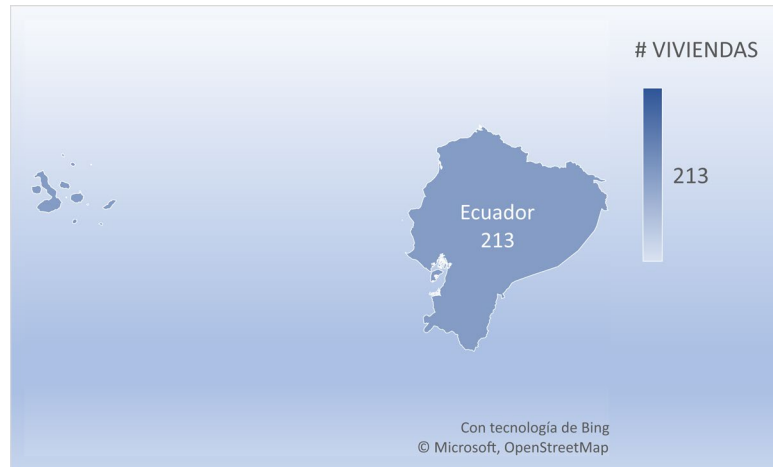 # VIVIENDAS
213
Ecuador
213
Con tecnología de Bing
© Microsoft, OpenStreetMap